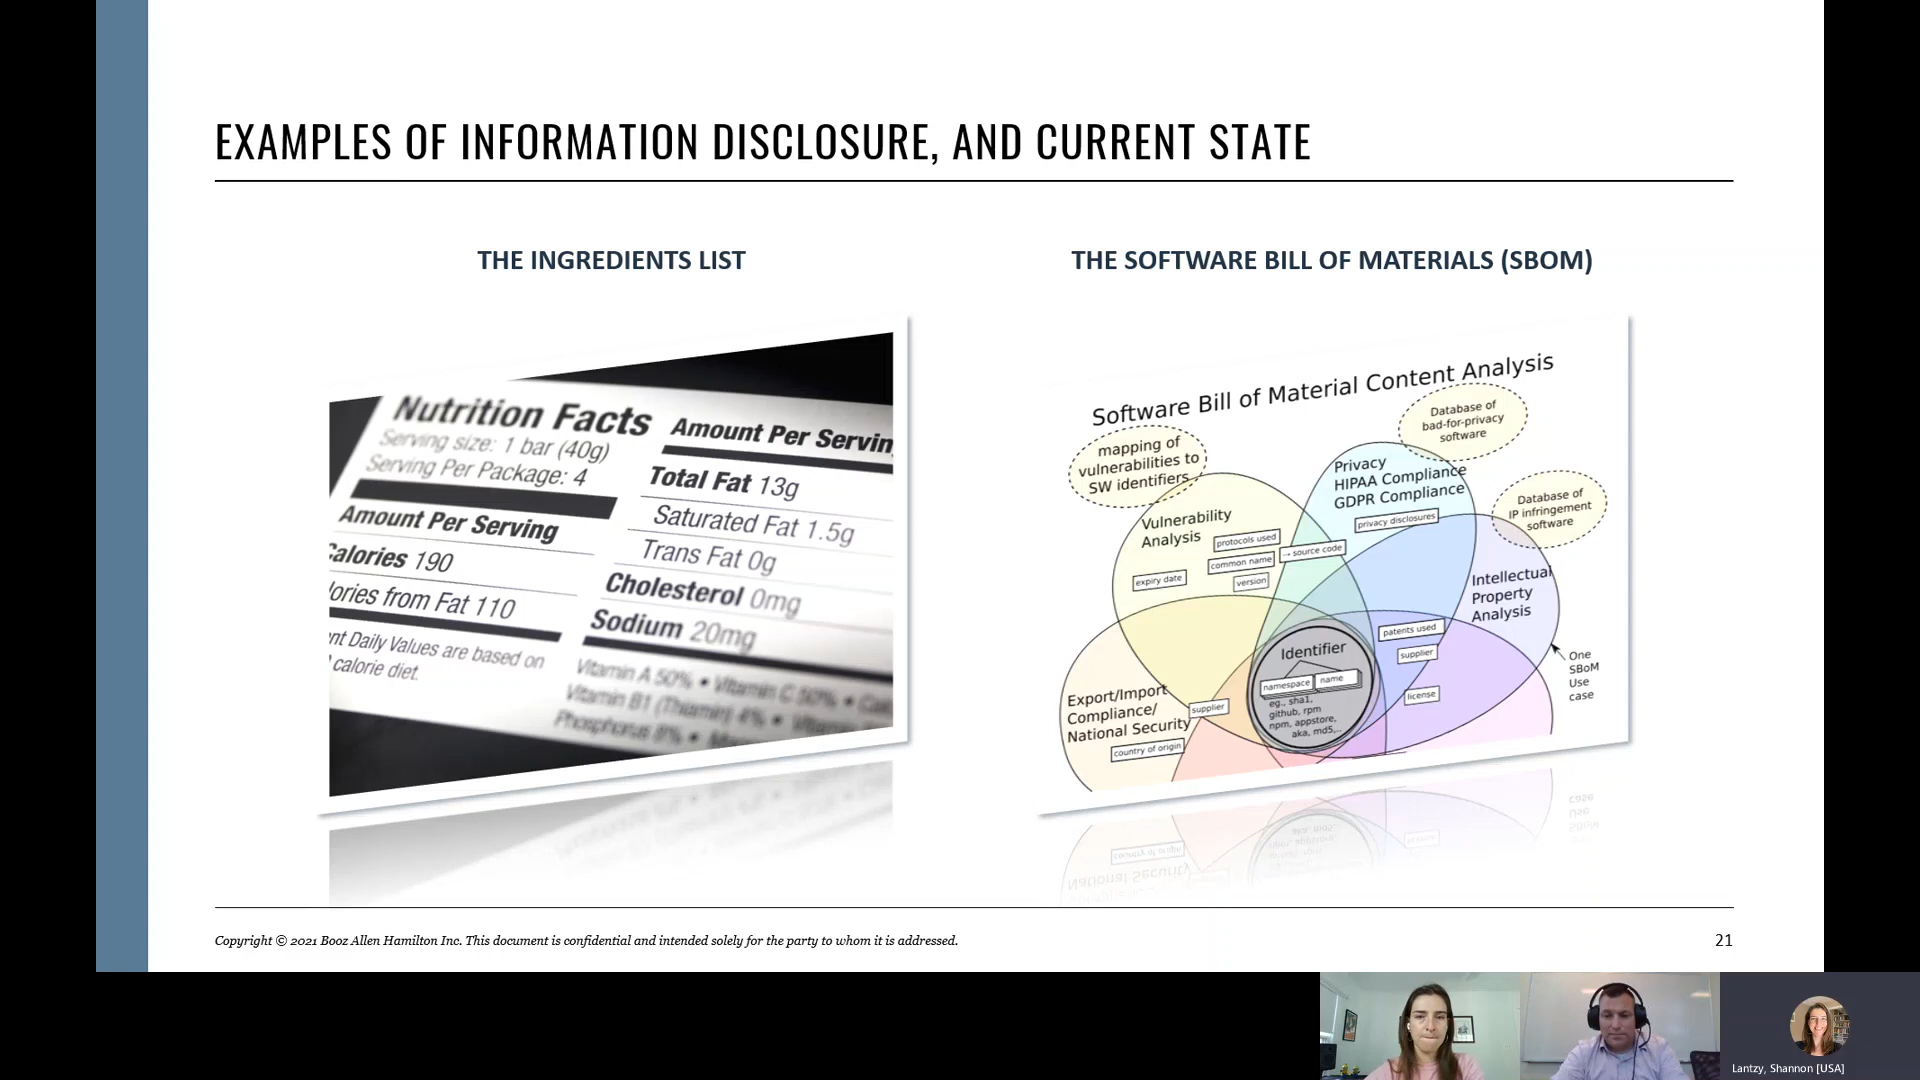 EXAMPLES OF INFORMATION DISCLOSURE, AND CURRENT STATE
THE INGREDIENTS LIST
Nutrition Facts
Serving size: 1 bar (40g)
Serving Per Package: 4
Amount Per Serving
Calories 190
lories from Fat 110
nt Daily Values are based on
calorie diet.
Amount Per Servin
Total Fat 13g
Saturated Fat 1.5g
Trans Fat 0g
Cholesterol 0mg
Sodium 20mg
Vitamin A 50% • Vitamin C 50% •
Vitamin B1 (Thiamin) 4% •
Phosphorus 8% •
THE SOFTWARE BILL OF MATERIALS (SBOM)
Software Bill of Material Content Analysis
mapping of
vulnerabilities to
SW identifiers
Database of
bad-for-privacy
software
Database of
IP infringement
software
Privacy
HIPAA Compliance
GDPR Compliance
privacy disclosures
Vulnerability
Analysis
protocols used
→ source code
common name
expiry date
version
Intellectual
Property
Analysis
patents used
supplier
license
One
SBoM
Use
case
Identifier
namespace
name
eg., sha1,
github, rpm
npm, appstore,
aka, md5,..
Export/Import
Compliance/
National Security
supplier
country of origin
Copyright © 2021 Booz Allen Hamilton Inc. This document is confidential and intended solely for the party to whom it is addressed.
21
Lantzy, Shannon [USA]